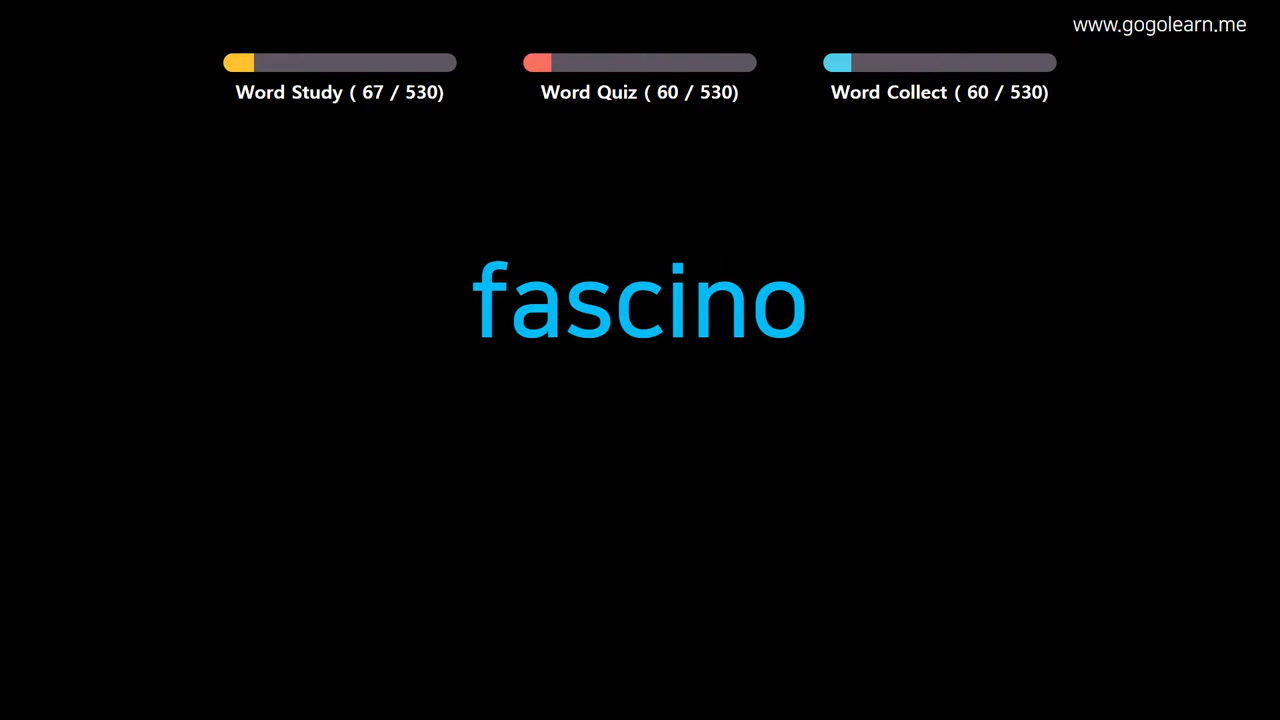 www.gogolearn.me
Word Study ( 67 / 530)
Word Quiz ( 60 / 530)
Word Collect ( 60 / 530)
fascino